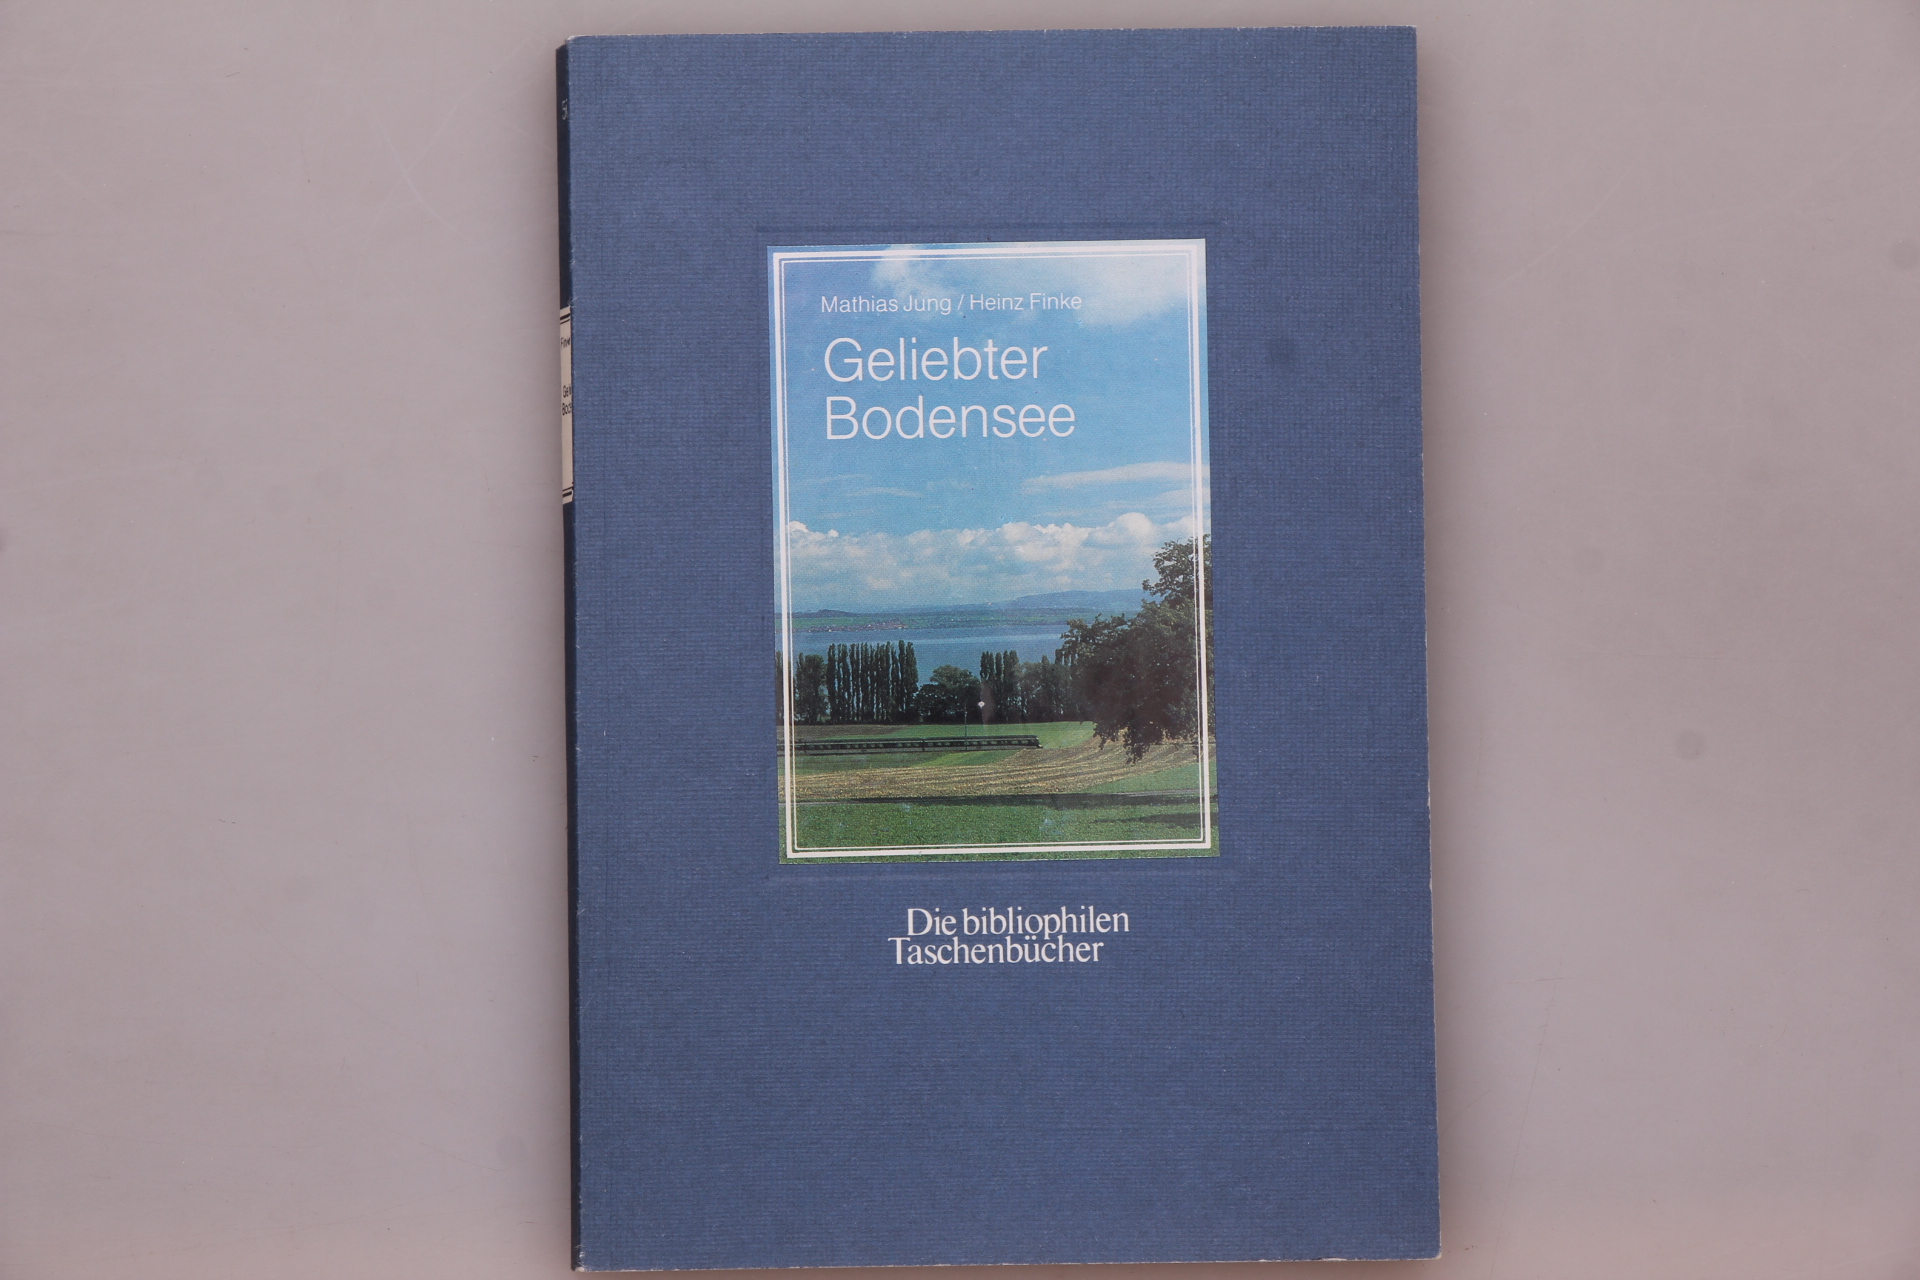 Mathias Jung / Heinz Finke
Geliebter
Bodensee
Die bibliophilen
Taschenbücher